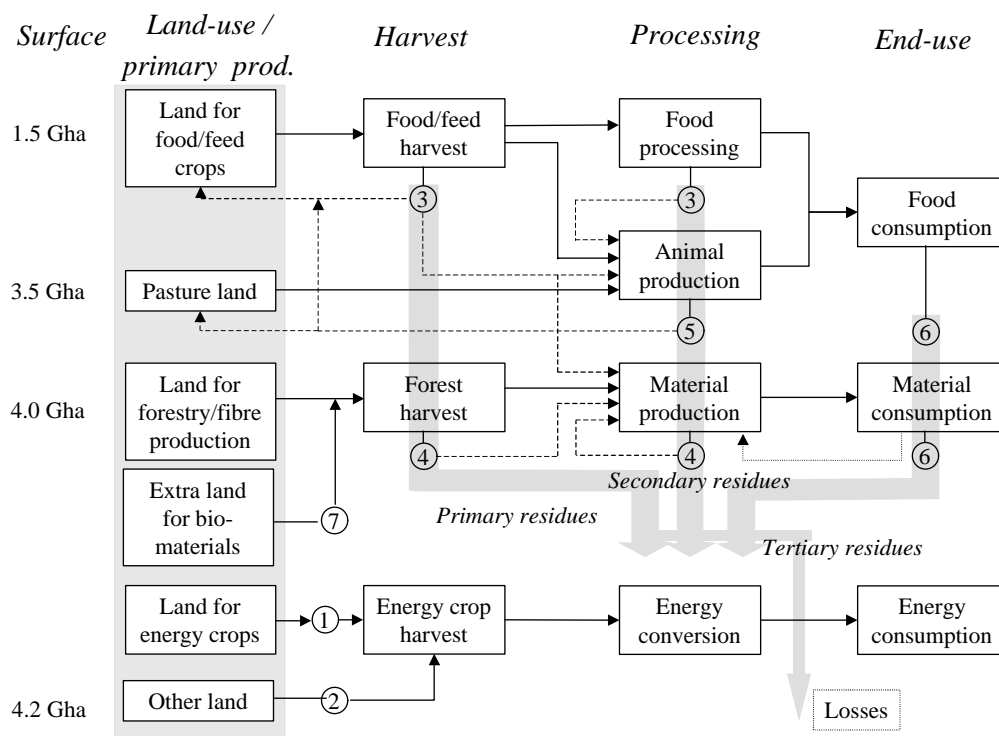 Surface
Land-use /
primary prod.
Harvest
Processing
End-use
1.5 Gha
Land for
food/feed
crops
Food/feed
harvest
Food
processing
3
3
Food
consumption
Animal
production
3.5 Gha
Pasture land
5
6
4.0 Gha
Land for
forestry/fibre
production
Forest
harvest
Material
production
Material
consumption
4
4
6
Extra land
for bio-
materials
7
Primary residues
Secondary residues
Tertiary residues
Land for
energy crops
1
Energy crop
harvest
Energy
conversion
Energy
consumption
Other land
2
4.2 Gha
Losses